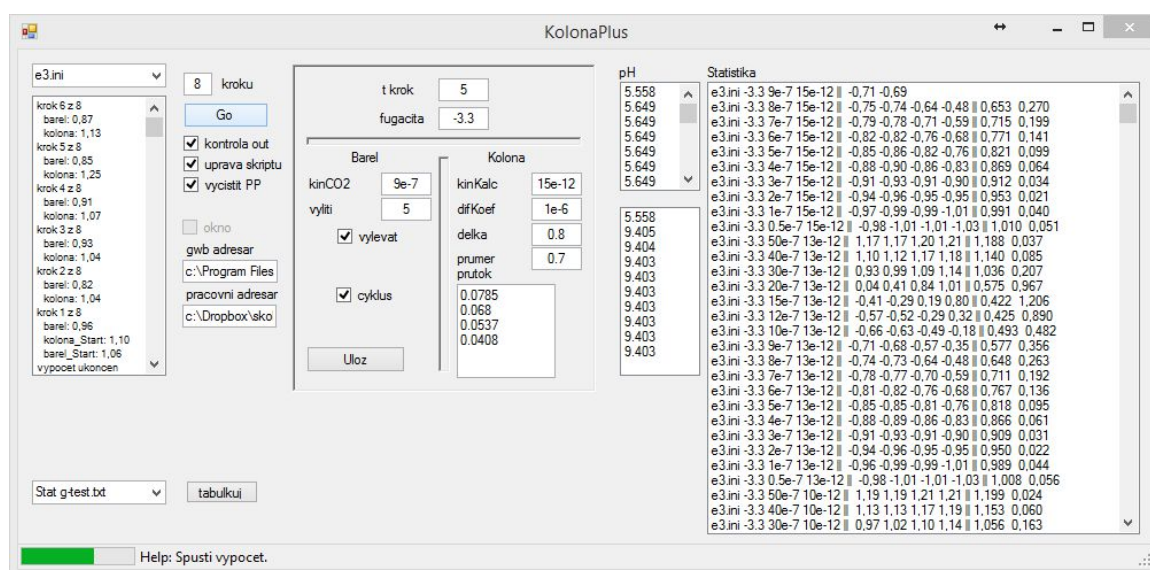 KolonaPlus
e3.ini
krok 6 z 8
barel: 0,87
kolona: 1,13
krok 5 z 8
barel: 0,85
kolona: 1,25
krok 4 z 8
barel: 0,91
kolona: 1,07
krok 3 z 8
barel: 0,93
kolona: 1,04
krok 2 z 8
barel: 0,82
kolona: 1,04
krok 1 z 8
barel: 0,96
kolona_Start: 1,10
barel_Start: 1,06
vypocet ukoncen
Stat g-test.txt
8 kroku
Go
kontrola out
uprava skriptu
vycistit PP
okno
gwb adresar
c:\Program Files
pracovni adresar
c:\Dropbox\sko
tabulkuj
t krok 5
fugacita -3.3
Barel
kinCO2 9e-7
vyliti 5
vylevat
cyklus
Uloz
Kolona
kinKalc 15e-12
difKoef 1e-6
delka 0.8
prumer 0.7
prutok
0.0785
0.068
0.0537
0.0408
pH
5.558
5.649
5.649
5.649
5.649
5.649
5.649
5.558
9.405
9.404
9.403
9.403
9.403
9.403
9.403
9.403
9.403
Statistika
e3.ini -3.3 9e-7 15e-12 || -0,71 -0,69
e3.ini -3.3 8e-7 15e-12 || -0,75 -0,74 -0,64 -0,48 || 0,653 0,270
e3.ini -3.3 7e-7 15e-12 || -0,79 -0,78 -0,71 -0,59 || 0,715 0,199
e3.ini -3.3 6e-7 15e-12 || -0,82 -0,82 -0,76 -0,68 || 0,771 0,141
e3.ini -3.3 5e-7 15e-12 || -0,85 -0,86 -0,82 -0,76 || 0,821 0,099
e3.ini -3.3 4e-7 15e-12 || -0,88 -0,90 -0,86 -0,83 || 0,869 0,064
e3.ini -3.3 3e-7 15e-12 || -0,91 -0,93 -0,91 -0,90 || 0,912 0,034
e3.ini -3.3 2e-7 15e-12 || -0,94 -0,96 -0,95 -0,95 || 0,953 0,021
e3.ini -3.3 1e-7 15e-12 || -0,97 -0,99 -0,99 -1,01 || 0,991 0,040
e3.ini -3.3 0.5e-7 15e-12 || -0,98 -1,01 -1,01 -1,03 || 1,010 0,051
e3.ini -3.3 50e-7 13e-12 || 1,17 1,17 1,20 1,21 || 1,188 0,037
e3.ini -3.3 40e-7 13e-12 || 1,10 1,12 1,17 1,18 || 1,140 0,085
e3.ini -3.3 30e-7 13e-12 || 0,93 0,99 1,09 1,14 || 1,036 0,207
e3.ini -3.3 20e-7 13e-12 || 0,04 0,41 0,84 1,01 || 0,575 0,967
e3.ini -3.3 15e-7 13e-12 || -0,41 -0,29 0,19 0,80 || 0,422 1,206
e3.ini -3.3 12e-7 13e-12 || -0,57 -0,52 -0,29 0,32 || 0,425 0,890
e3.ini -3.3 10e-7 13e-12 || -0,66 -0,63 -0,49 -0,18 || 0,493 0,482
e3.ini -3.3 9e-7 13e-12 || -0,71 -0,68 -0,57 -0,35 || 0,577 0,356
e3.ini -3.3 8e-7 13e-12 || -0,74 -0,73 -0,64 -0,48 || 0,648 0,263
e3.ini -3.3 7e-7 13e-12 || -0,78 -0,77 -0,70 -0,59 || 0,711 0,192
e3.ini -3.3 6e-7 13e-12 || -0,81 -0,82 -0,76 -0,68 || 0,767 0,136
e3.ini -3.3 5e-7 13e-12 || -0,85 -0,85 -0,81 -0,76 || 0,818 0,095
e3.ini -3.3 4e-7 13e-12 || -0,88 -0,89 -0,86 -0,83 || 0,866 0,061
e3.ini -3.3 3e-7 13e-12 || -0,91 -0,93 -0,91 -0,90 || 0,909 0,031
e3.ini -3.3 2e-7 13e-12 || -0,94 -0,96 -0,95 -0,95 || 0,950 0,022
e3.ini -3.3 1e-7 13e-12 || -0,96 -0,99 -0,99 -1,01 || 0,989 0,044
e3.ini -3.3 0.5e-7 13e-12 || -0,98 -1,01 -1,01 -1,03 || 1,008 0,056
e3.ini -3.3 50e-7 10e-12 || 1,19 1,19 1,21 1,21 || 1,199 0,024
e3.ini -3.3 40e-7 10e-12 || 1,13 1,13 1,17 1,19 || 1,153 0,060
e3.ini -3.3 30e-7 10e-12 || 0,97 1,02 1,10 1,14 || 1,056 0,163
Help: Spusti vypocet.